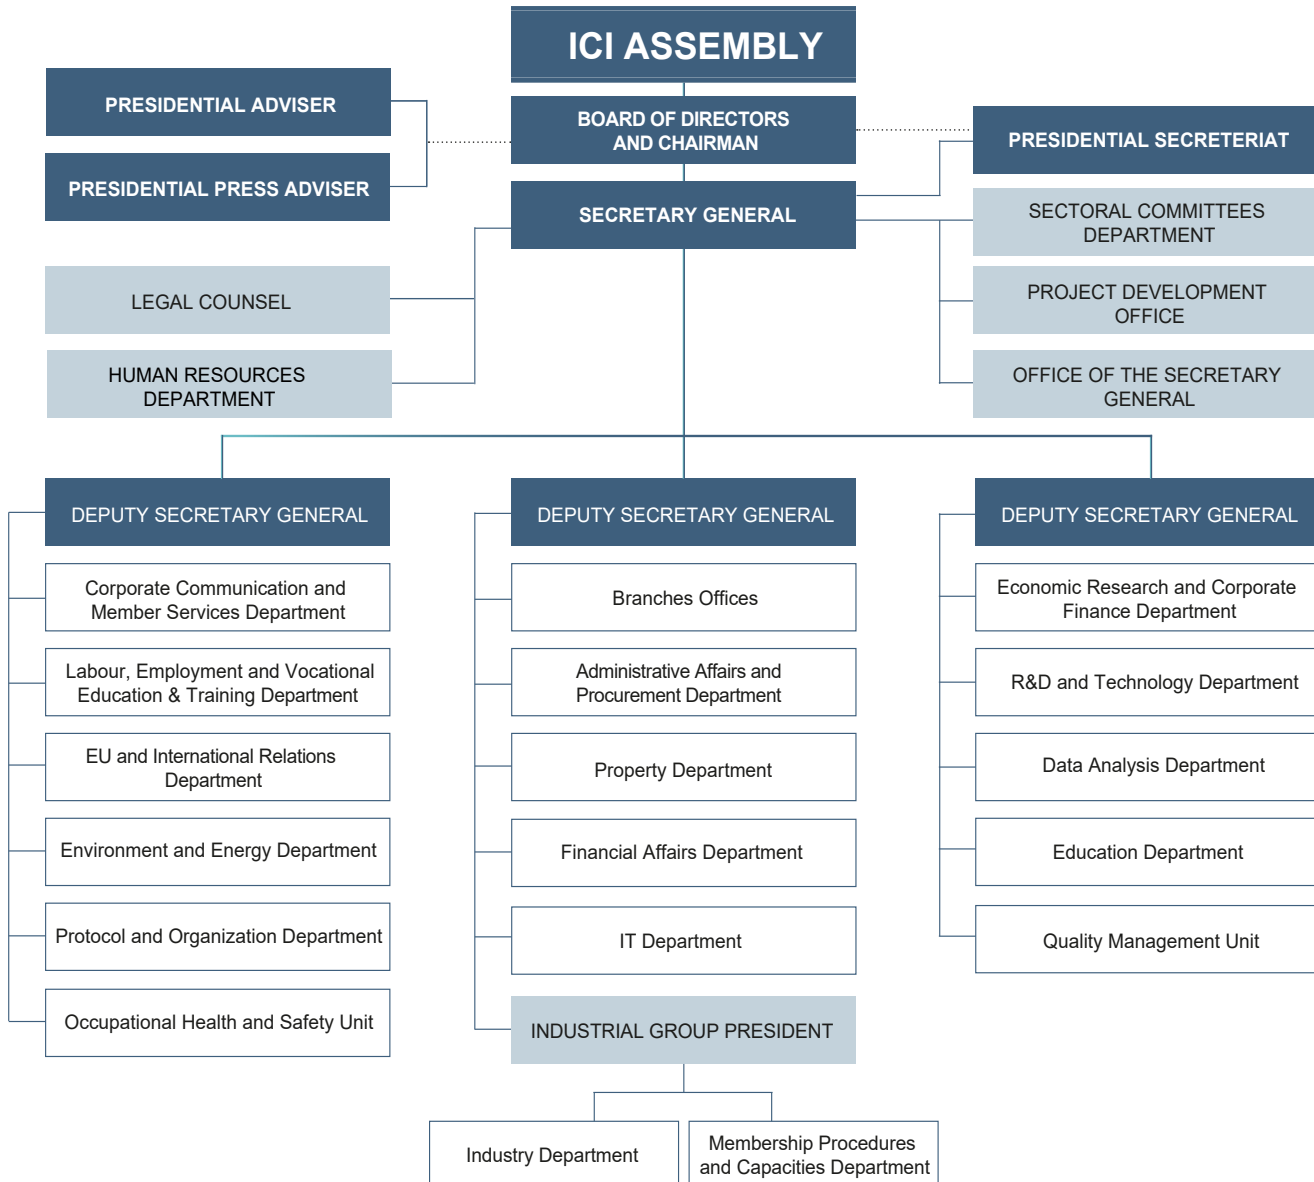 ICI ASSEMBLY
PRESIDENTIAL ADVISER
BOARD OF DIRECTORS
AND CHAIRMAN
PRESIDENTIAL SECRETERIAT
PRESIDENTIAL PRESS ADVISER
SECRETARY GENERAL
SECTORAL COMMITTEES
DEPARTMENT
LEGAL COUNSEL
PROJECT DEVELOPMENT
OFFICE
HUMAN RESOURCES
DEPARTMENT
OFFICE OF THE SECRETARY
GENERAL
DEPUTY SECRETARY GENERAL
Corporate Communication and
Member Services Department
Labour, Employment and Vocational
Education & Training Department
EU and International Relations
Department
Environment and Energy Department
Protocol and Organization Department
Occupational Health and Safety Unit
DEPUTY SECRETARY GENERAL
Branches Offices
Administrative Affairs and
Procurement Department
Property Department
Financial Affairs Department
IT Department
INDUSTRIAL GROUP PRESIDENT
Industry Department
Membership Procedures
and Capacities Department
DEPUTY SECRETARY GENERAL
Economic Research and Corporate
Finance Department
R&D and Technology Department
Data Analysis Department
Education Department
Quality Management Unit